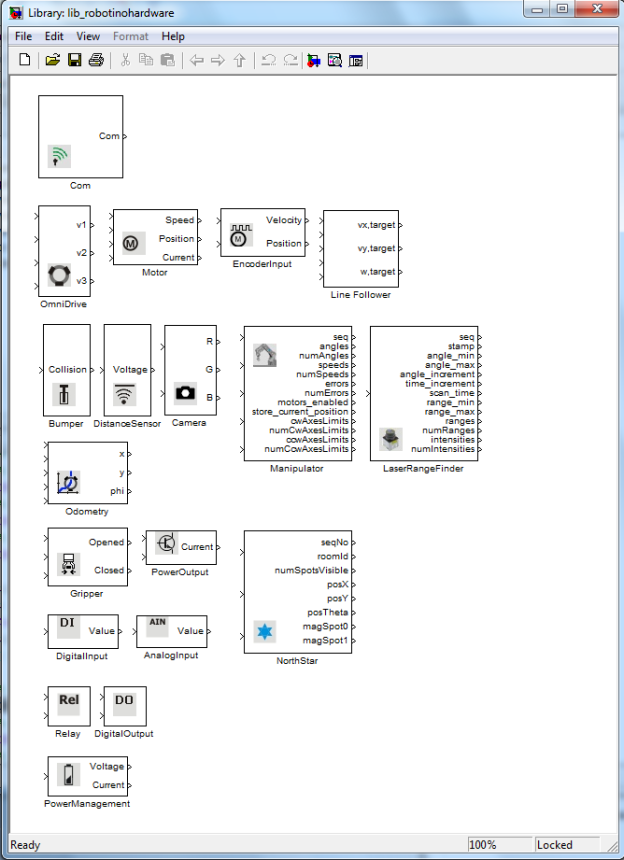 Library: lib_robotinohardware
File Edit View Format Help
Com
Com
v1
v2
v3
OmniDrive
Speed
Position
Current
M
Motor
Velocity
Position
M
EncoderInput
vx,target
vy,target
w,target
Line Follower
Collision
Bumper
Voltage
DistanceSensor
R
G
B
Camera
seq
angles
numAngles
speeds
numSpeeds
errors
numErrors
motors_enabled
store_current_position
cwAxesLimits
numCwAxesLimits
ccwAxesLimits
numCcwAxesLimits
Manipulator
seq
stamp
angle_min
angle_max
angle_increment
time_increment
scan_time
range_min
range_max
ranges
numRanges
intensities
numIntensities
LaserRangeFinder
x
y
phi
Odometry
Opened
Closed
Gripper
Current
PowerOutput
seqNo
roomId
numSpotsVisible
posX
posY
posTheta
magSpot0
magSpot1
NorthStar
DI
Value
DigitalInput
AIN
Value
AnalogInput
Rel
Relay
DO
DigitalOutput
Voltage
Current
PowerManagement
Ready 100% Locked